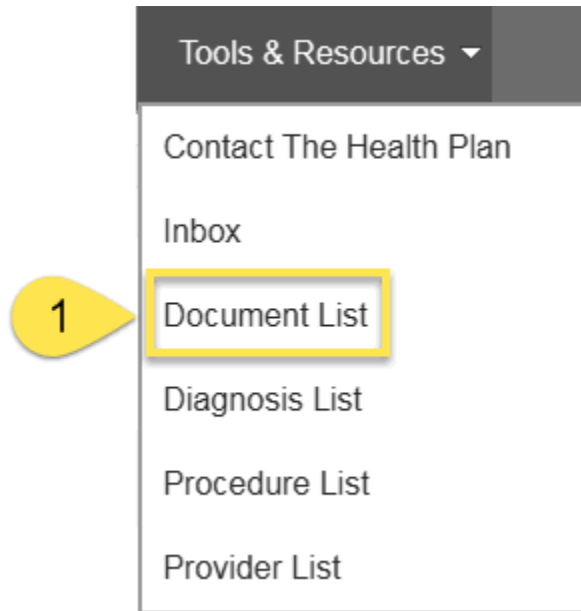 Tools & Resources
Contact The Health Plan
Inbox
1
Document List
Diagnosis List
Procedure List
Provider List